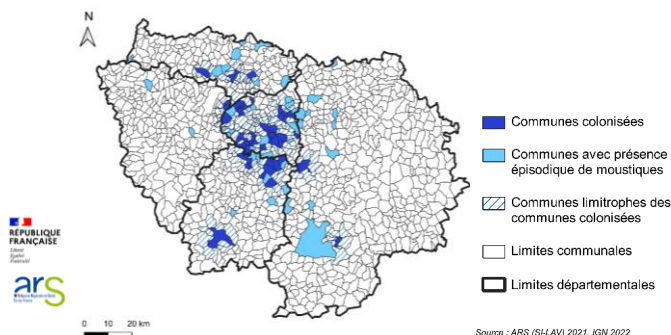 N
Communes colonisées
Communes avec présence
épisodique de moustiques
Communes limitrophes des
communes colonisées
Limites communales
Limites départementales
RÉPUBLIQUE
FRANÇAISE
Liberté
Égalité
Fraternité
ars
0 10 20 km
Source : ARS (SI-LAV) 2021, IGN 2022